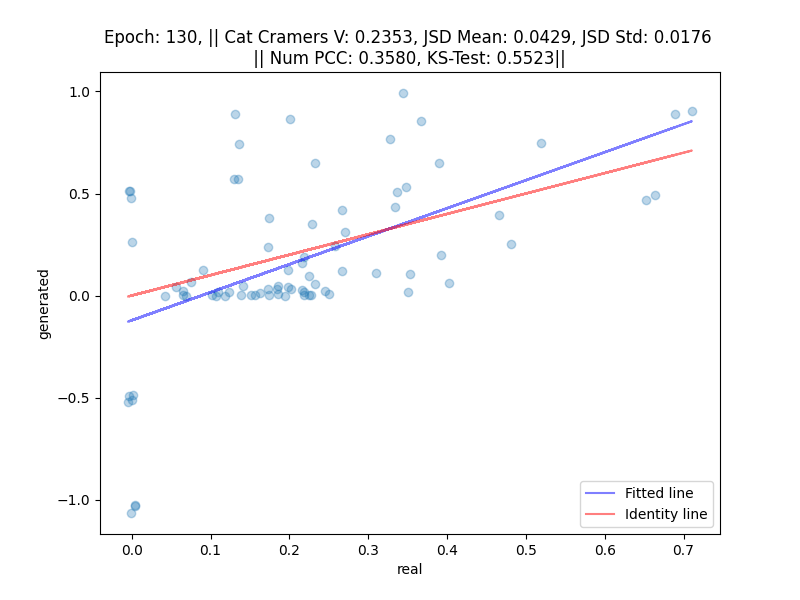 Epoch: 130, || Cat Cramers V: 0.2353, JSD Mean: 0.0429, JSD Std: 0.0176
|| Num PCC: 0.3580, KS-Test: 0.5523||
1.0
0.5
0.0
−0.5
−1.0
generated
Fitted line
Identity line
0.0 0.1 0.2 0.3 0.4 0.5 0.6 0.7
real